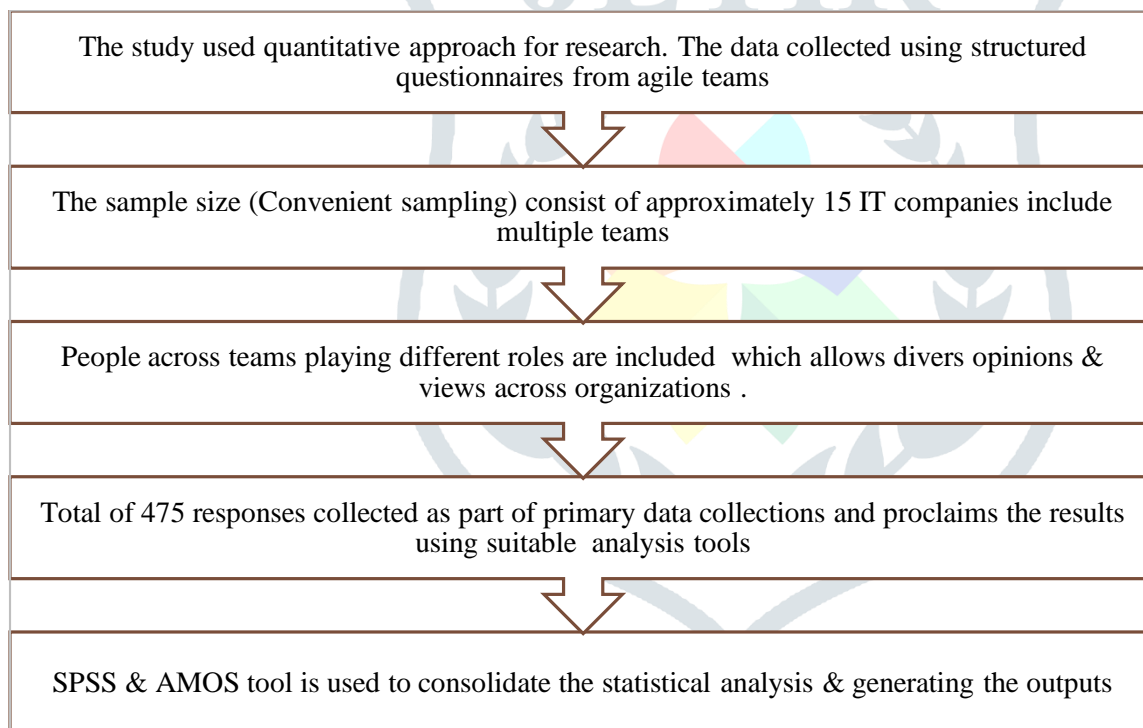 The study used quantitative approach for research. The data collected using structured
questionnaires from agile teams
The sample size (Convenient sampling) consist of approximately 15 IT companies include
multiple teams
People across teams playing different roles are included which allows divers opinions &
views across organizations .
Total of 475 responses collected as part of primary data collections and proclaims the results
using suitable analysis tools
SPSS & AMOS tool is used to consolidate the statistical analysis & generating the outputs